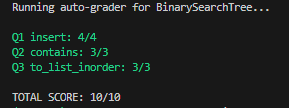 Running auto-grader for BinarySearchTree...
Q1 insert: 4/4
Q2 contains: 3/3
Q3 to_list_inorder: 3/3
TOTAL SCORE: 10/10